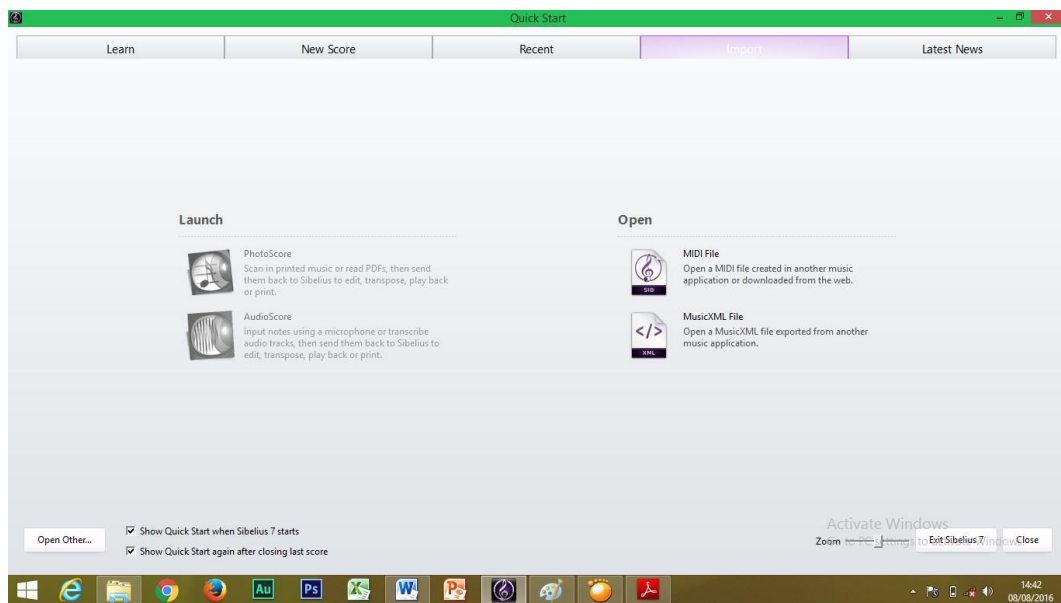 Quick Start
Learn
New Score
Recent
Import
Latest News
Launch
PhotoScore
Scan in printed music or read PDFs, then send
them back to Sibelius to edit, transpose, play back
or print.
AudioScore
Input notes using a microphone or transcribe
audio tracks, then send them back to Sibelius to
edit, transpose, play back or print.
Open
SIB
MIDI File
Open a MIDI file created in another music
application or downloaded from the web.
</>
XML
MusicXML File
Open a MusicXML file exported from another
music application.
Open Other...
Show Quick Start when Sibelius 7 starts
Show Quick Start again after closing last score
Activate Windows
Zoom
to PC settings to Windows
Exit Sibelius 7
Close
Au
Ps
14:42
08/08/2016